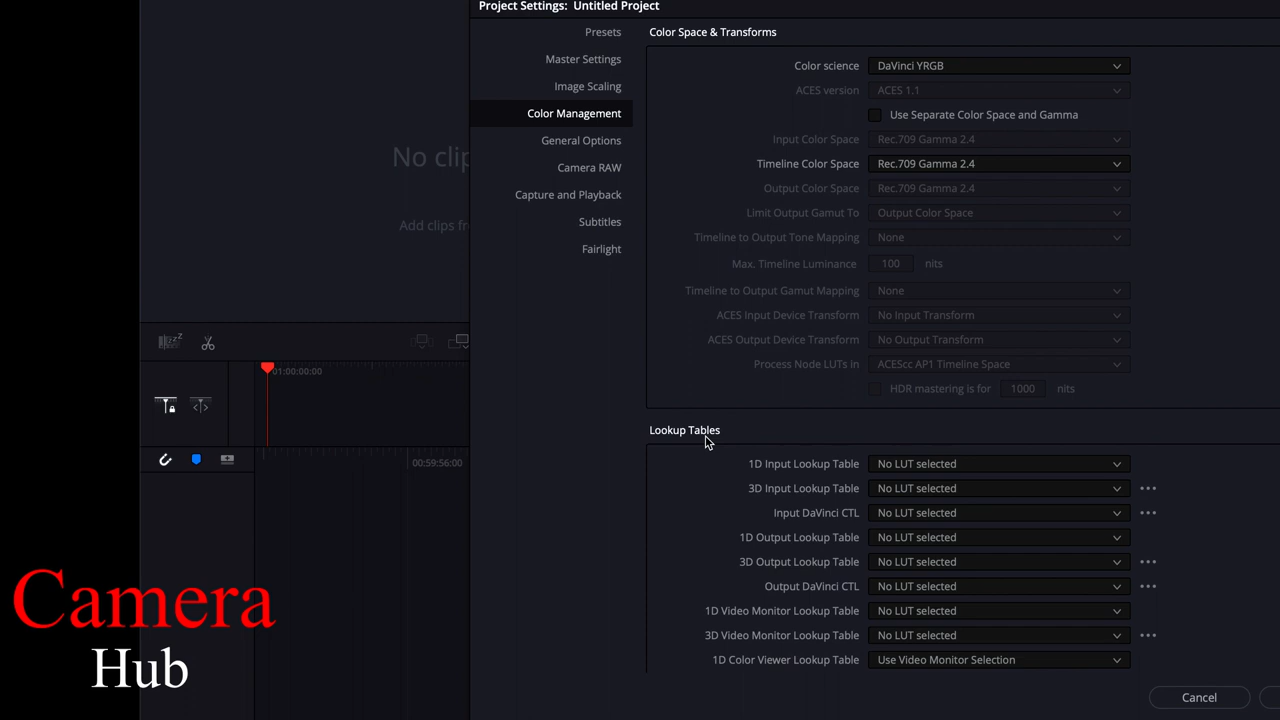 Project Settings: Untitled Project
Presets
Master Settings
Image Scaling
Color Management
General Options
Camera RAW
Capture and Playback
Subtitles
Fairlight
Color Space & Transforms
Color science DaVinci YRGB
ACES version ACES 1.1
Use Separate Color Space and Gamma
Input Color Space Rec.709 Gamma 2.4
Timeline Color Space Rec.709 Gamma 2.4
Output Color Space Rec.709 Gamma 2.4
Limit Output Gamut To Output Color Space
Timeline to Output Tone Mapping None
Max. Timeline Luminance 100 nits
Timeline to Output Gamut Mapping None
ACES Input Device Transform No Input Transform
ACES Output Device Transform No Output Transform
Process Node LUTs in ACEScc AP1 Timeline Space
HDR mastering is for 1000 nits
Lookup Tables
1D Input Lookup Table No LUT selected
3D Input Lookup Table No LUT selected
Input DaVinci CTL No LUT selected
1D Output Lookup Table No LUT selected
3D Output Lookup Table No LUT selected
Output DaVinci CTL No LUT selected
1D Video Monitor Lookup Table No LUT selected
3D Video Monitor Lookup Table No LUT selected
1D Color Viewer Lookup Table Use Video Monitor Selection
Cancel
No clip
Add clips fr
01:00:00:00
00:59:56:00
Camera
Hub